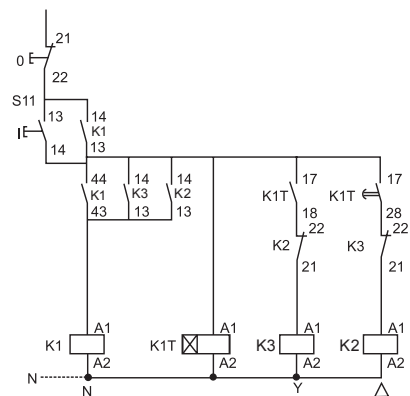 21
0
22
S11
13 14
I K1
14 13
44 14 14 17 17
K1 K3 K2 K1T K1T
43 13 13 18 28
22 22
K2 K3
21 21
A1 A1 A1 A1
K1 K1T K3 K2
A2 A2 A2 A2
N N Y △